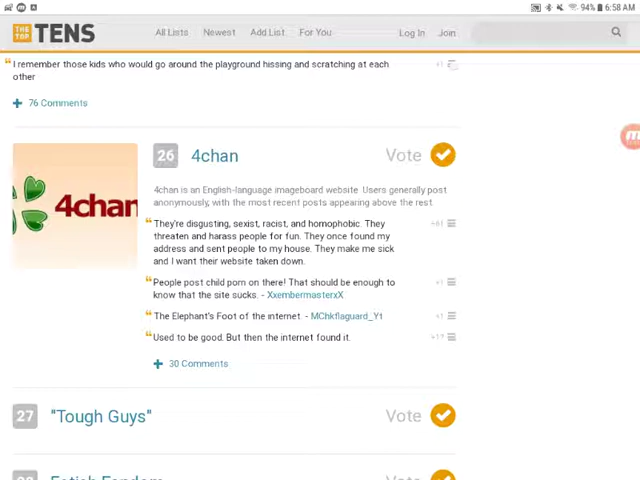 94% 6:58 AM
THE TOP TENS
All Lists Newest Add List For You Log In Join
I remember those kids who would go around the playground hissing and scratching at each
other
+1
+ 76 Comments
26 4chan Vote
4chan
4chan is an English-language imageboard website. Users generally post
anonymously, with the most recent posts appearing above the rest.
They're disgusting, sexist, racist, and homophobic. They
threaten and harass people for fun. They once found my
address and sent people to my house. They make me sick
and I want their website taken down.
People post child porn on there! That should be enough to
know that the site sucks. - XxembermasterxX
+1
The Elephant's Foot of the internet. - MChkflaguard_Yt
+1
Used to be good. But then the internet found it.
+ 30 Comments
27 "Tough Guys" Vote
Fetish Fandom Vote